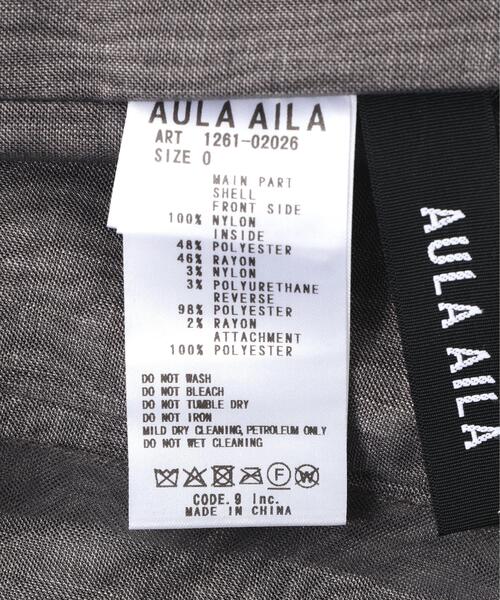 AULA AILA
ART 1261-02026
SIZE 0
MAIN PART
SHELL
FRONT SIDE
100% NYLON
INSIDE
48% POLYESTER
46% RAYON
3% NYLON
3% POLYURETHANE
REVERSE
98% POLYESTER
2% RAYON
ATTACHMENT
100% POLYESTER
DO NOT WASH
DO NOT BLEACH
DO NOT TUMBLE DRY
DO NOT IRON
MILD DRY CLEANING, PETROLEUM ONLY
DO NOT WET CLEANING
F W
CODE. 9 Inc.
MADE IN CHINA
AULA AILA